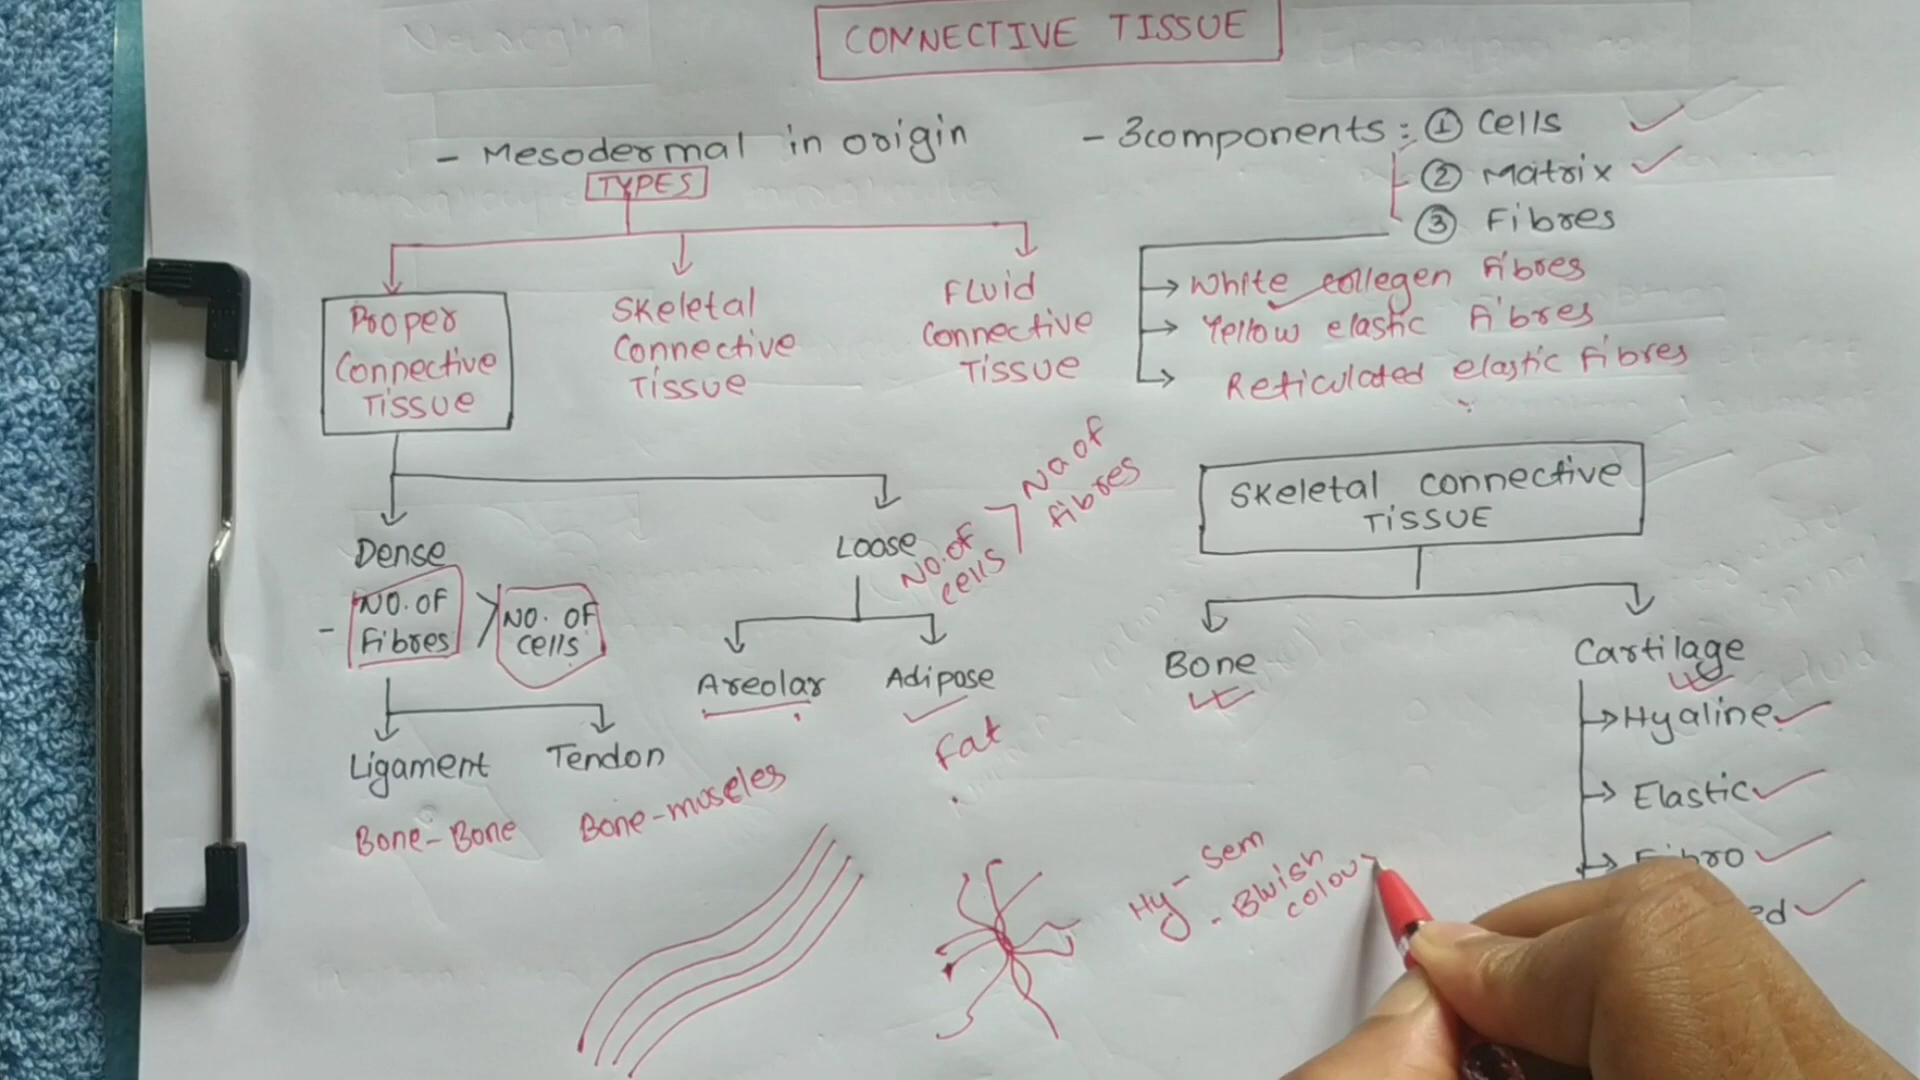 CONNECTIVE TISSUE
- Mesodermal in origin
- 3components: ① Cells
② Matrix
③ Fibres
White collegen Fibres
Yellow elastic Fibres
Reticulated elastic Fibres
TYPES
Proper
Connective
Tissue
Skeletal
Connective
Tissue
Fluid
Connective
Tissue
Dense
- NO. OF
Fibres
> NO. OF
cells
Ligament
Bone-Bone
Tendon
Bone-muscles
Loose
No. of
cells
> No of
fibres
Areolar
Adipose
Fat
Skeletal connective
TISSUE
Bone
Cartilage
Hyaline
Elastic
Hy - Sem
- Bluish
colou